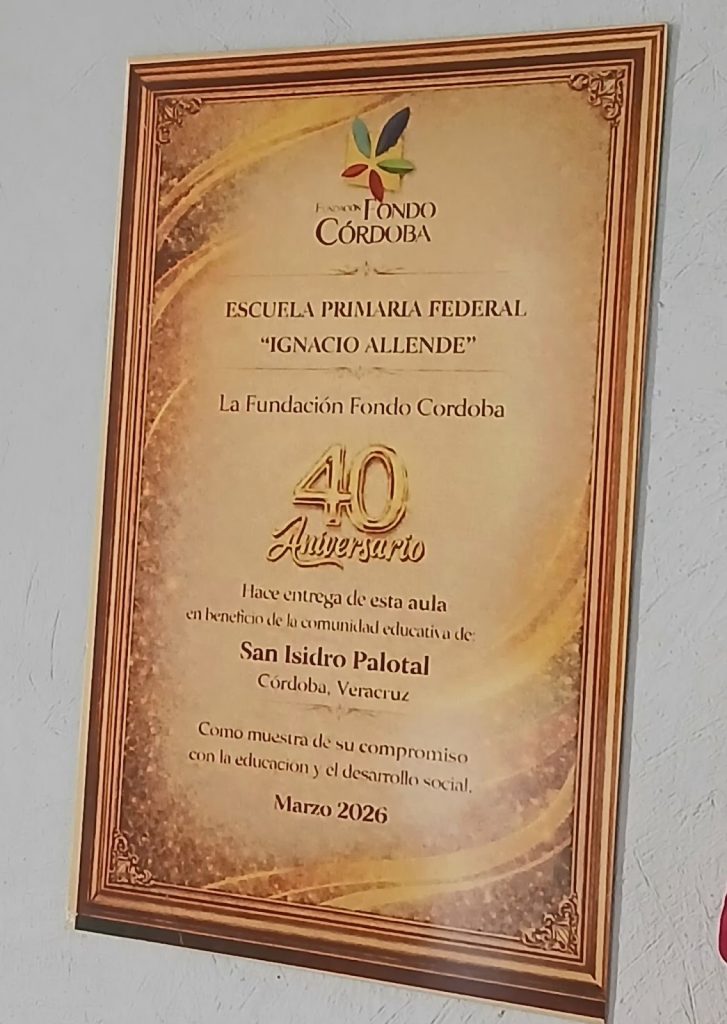 FUNDACIÓN FONDO
CÓRDOBA
ESCUELA PRIMARIA FEDERAL
“IGNACIO ALLENDE”
La Fundación Fondo Cordoba
40
Aniversario
Hace entrega de esta aula
en beneficio de la comunidad educativa de:
San Isidro Palotal
Córdoba, Veracruz
Como muestra de su compromiso
con la educacion y el desarrollo social.
Marzo 2026